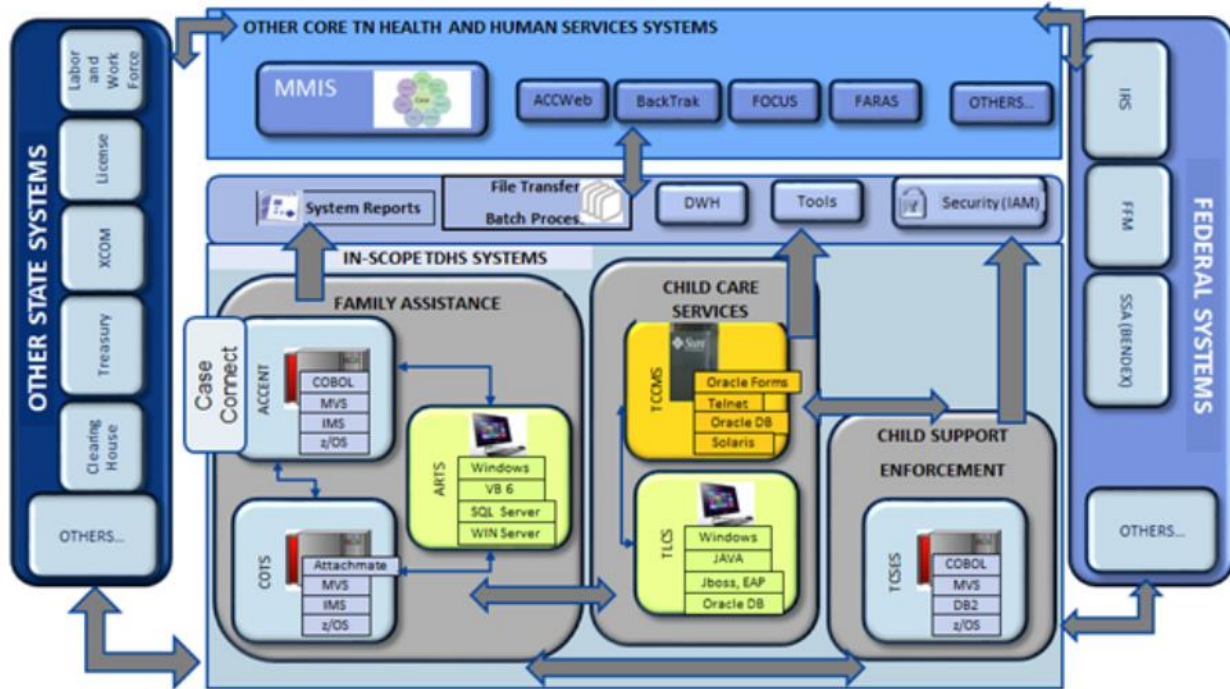 OTHER STATE SYSTEMS
Labor
and
Work
Force
License
XCOM
Treasury
Clearing
House
OTHERS...
OTHER CORE TN HEALTH AND HUMAN SERVICES SYSTEMS
MMIS
Case
ACCWeb
BackTrak
FOCUS
FARAS
OTHERS...
System Reports
File Transfer
Batch Proces
DWH
Tools
Security (IAM)
IN-SCOPE TDHS SYSTEMS
FAMILY ASSISTANCE
Case
Connect
ACCENT
COBOL
MVS
IMS
z/OS
ARTS
Windows
VB 6
SQL Server
WIN Server
COTS
Attachmate
MVS
IMS
z/OS
CHILD CARE
SERVICES
TCCMS
Sun
Oracle Forms
Telnet
Oracle DB
Solaris
TLCS
Windows
JAVA
Jboss, EAP
Oracle DB
CHILD SUPPORT
ENFORCEMENT
TCSES
COBOL
MVS
DB2
z/OS
FEDERAL SYSTEMS
IRS
FFM
SSA (BENDEX)
OTHERS...